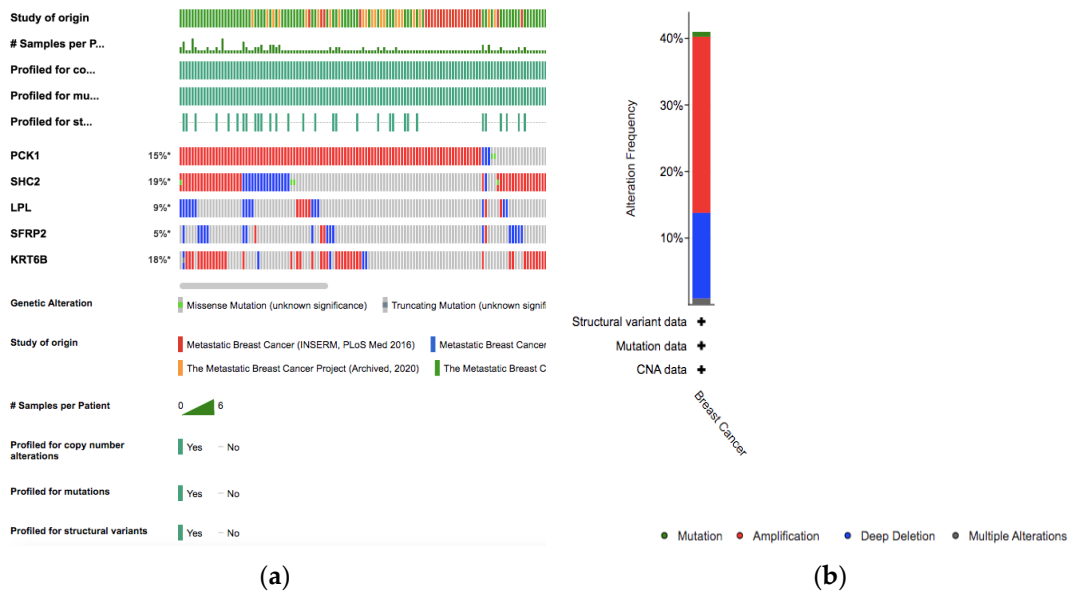 Study of origin
# Samples per P...
Profiled for co...
Profiled for mu...
Profiled for st...
PCK1 15%*
SHC2 19%*
LPL 9%*
SFRP2 5%*
KRT6B 18%*
Genetic Alteration Missense Mutation (unknown significance) Truncating Mutation (unknown signifi
Study of origin Metastatic Breast Cancer (INSERM, PLoS Med 2016) Metastatic Breast Cancer
The Metastatic Breast Cancer Project (Archived, 2020) The Metastatic Breast C
# Samples per Patient 0 6
Profiled for copy number
alterations
Yes No
Profiled for mutations Yes No
Profiled for structural variants Yes No
(a)
Alteration Frequency
40%
30%
20%
10%
Structural variant data +
Mutation data +
CNA data +
Breast Cancer
Mutation Amplification Deep Deletion Multiple Alterations
(b)